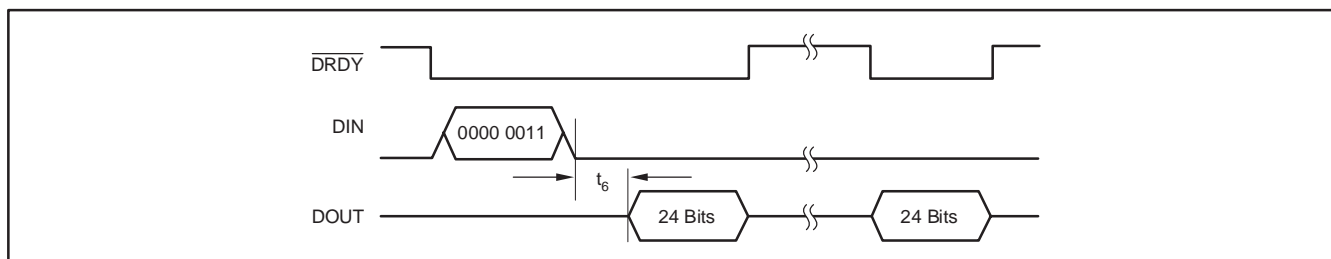 DRDY
DIN
0000 0011
t6
DOUT
24 Bits
24 Bits